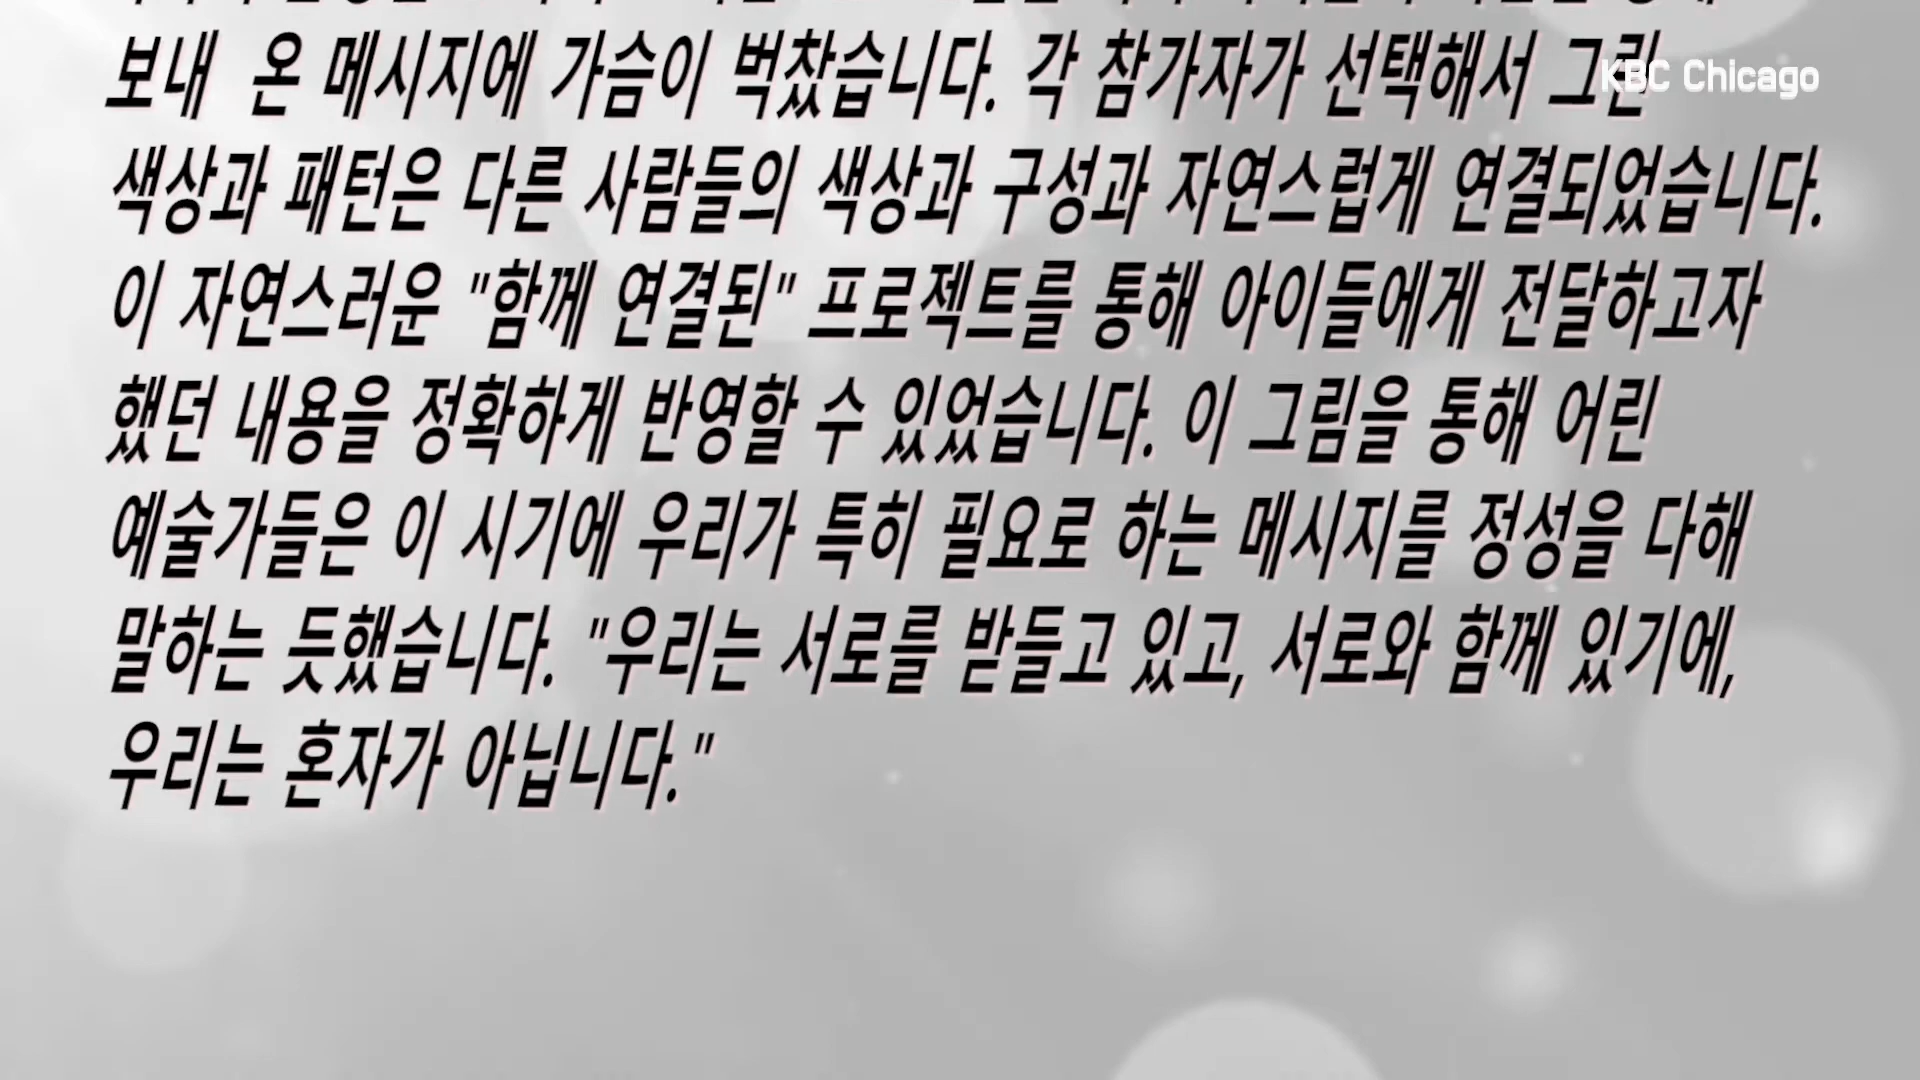 보내  온 메시지에 가슴이 벅찼습니다. 각 참가자가 선택해서 그린
KBC Chicago
색상과 패턴은 다른 사람들의 색상과 구성과 자연스럽게 연결되었습니다.
이 자연스러운 "함께 연결된" 프로젝트를 통해 아이들에게 전달하고자
했던 내용을 정확하게 반영할 수 있었습니다. 이 그림을 통해 어린
예술가들은 이 시기에 우리가 특히 필요로 하는 메시지를 정성을 다해
말하는 듯했습니다. "우리는 서로를 받들고 있고, 서로와 함께 있기에,
우리는 혼자가 아닙니다."